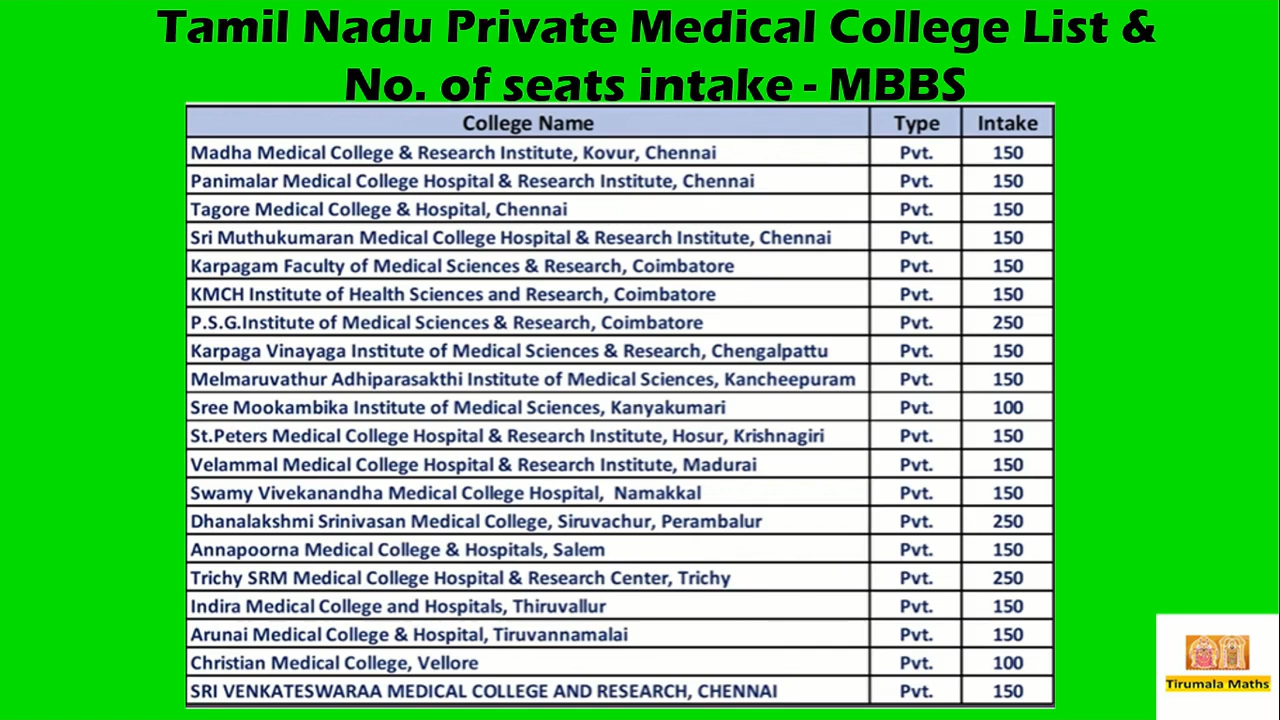 Tamil Nadu Private Medical College List &
No. of seats intake - MBBS
College Name Type Intake
Madha Medical College & Research Institute, Kovur, Chennai Pvt. 150
Panimalar Medical College Hospital & Research Institute, Chennai Pvt. 150
Tagore Medical College & Hospital, Chennai Pvt. 150
Sri Muthukumaran Medical College Hospital & Research Institute, Chennai Pvt. 150
Karpagam Faculty of Medical Sciences & Research, Coimbatore Pvt. 150
KMCH Institute of Health Sciences and Research, Coimbatore Pvt. 150
P.S.G.Institute of Medical Sciences & Research, Coimbatore Pvt. 250
Karpaga Vinayaga Institute of Medical Sciences & Research, Chengalpattu Pvt. 150
Melmaruvathur Adhiparasakthi Institute of Medical Sciences, Kancheepuram Pvt. 150
Sree Mookambika Institute of Medical Sciences, Kanyakumari Pvt. 100
St.Peters Medical College Hospital & Research Institute, Hosur, Krishnagiri Pvt. 150
Velammal Medical College Hospital & Research Institute, Madurai Pvt. 150
Swamy Vivekanandha Medical College Hospital, Namakkal Pvt. 150
Dhanalakshmi Srinivasan Medical College, Siruvachur, Perambalur Pvt. 250
Annapoorna Medical College & Hospitals, Salem Pvt. 150
Trichy SRM Medical College Hospital & Research Center, Trichy Pvt. 250
Indira Medical College and Hospitals, Thiruvallur Pvt. 150
Arunai Medical College & Hospital, Tiruvannamalai Pvt. 150
Christian Medical College, Vellore Pvt. 100
SRI VENKATESWARAA MEDICAL COLLEGE AND RESEARCH, CHENNAI Pvt. 150
Tirumala Maths